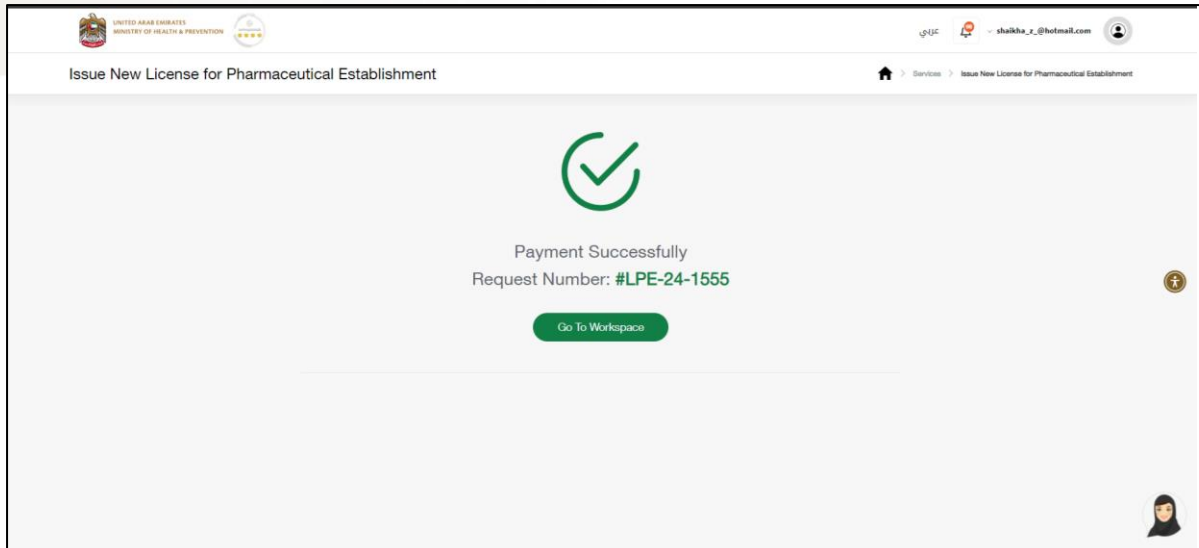 UNITED ARAB EMIRATES
MINISTRY OF HEALTH & PREVENTION
عربي
shaikha_z_@hotmail.com
Issue New License for Pharmaceutical Establishment
Services > Issue New License for Pharmaceutical Establishment
Payment Successfully
Request Number: #LPE-24-1555
Go To Workspace